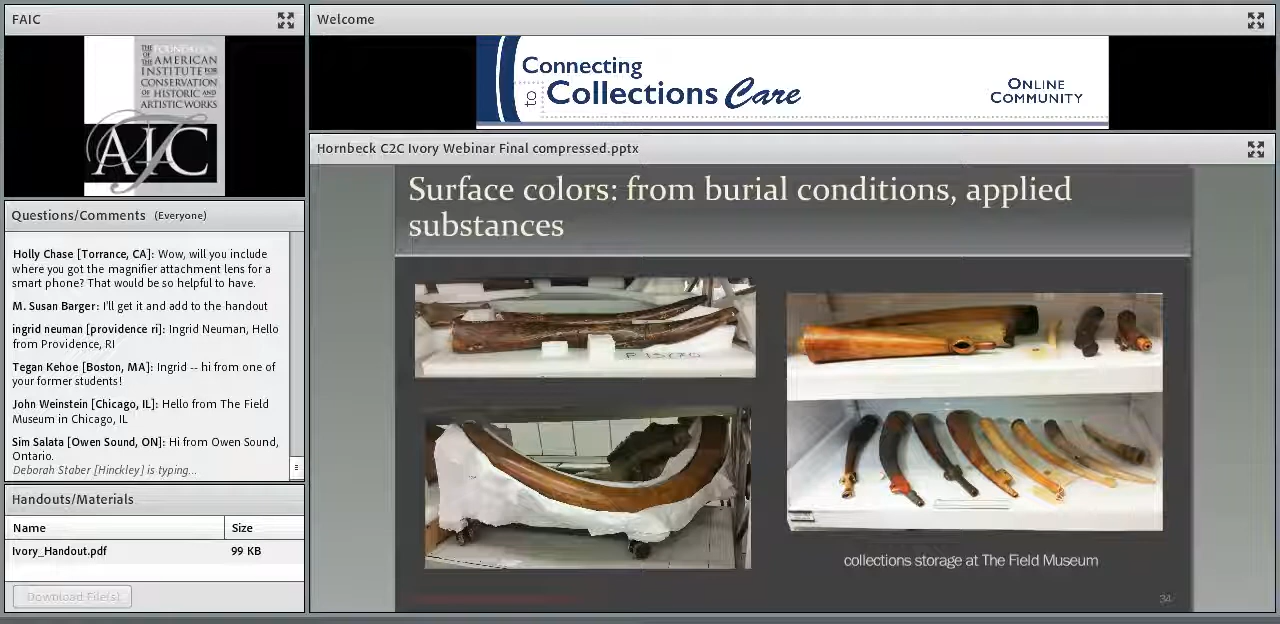 FAIC
THE FOUNDATION
OF THE AMERICAN
INSTITUTE FOR
CONSERVATION
OF HISTORIC AND
ARTISTIC WORKS
AIC
Questions/Comments (Everyone)
Holly Chase [Torrance, CA]: Wow, will you include
where you got the magnifier attachment lens for a
smart phone? That would be so helpful to have.
M. Susan Barger: I'll get it and add to the handout
ingrid neuman [providence ri]: Ingrid Neuman, Hello
from Providence, RI
Tegan Kehoe [Boston, MA]: Ingrid -- hi from one of
your former students!
John Weinstein [Chicago, IL]: Hello from The Field
Museum in Chicago, IL
Sim Salata [Owen Sound, ON]: Hi from Owen Sound,
Ontario.
Deborah Staber [Hinckley] is typing...
Handouts/Materials
Name Size
Ivory_Handout.pdf 99 KB
Download File(s)
Welcome
Connecting
to Collections Care
ONLINE
COMMUNITY
Hornbeck C2C Ivory Webinar Final compressed.pptx
Surface colors: from burial conditions, applied
substances
collections storage at The Field Museum
34